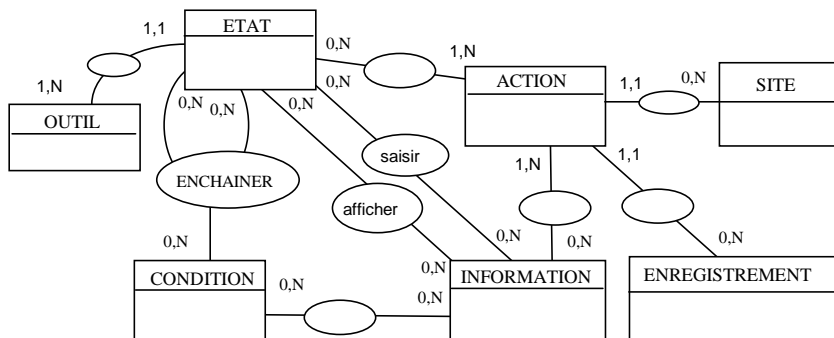 ETAT
1,1
0,N
1,N
0,N
1,N
OUTIL
0,N
0,N
0,N
ACTION
1,1
0,N
SITE
saisir
1,N
1,1
ENCHAINER
afficher
0,N
0,N
0,N
0,N
0,N
CONDITION
0,N
0,N
INFORMATION
ENREGISTREMENT